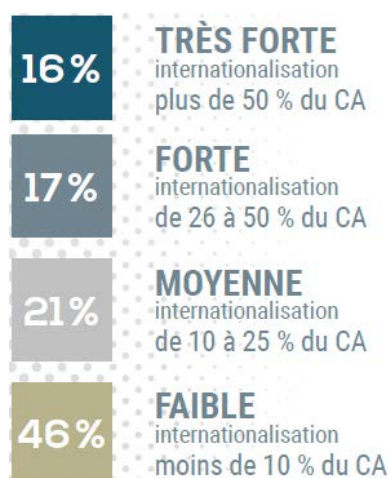 16%
TRÈS FORTE
internationalisation
plus de 50 % du CA
17%
FORTE
internationalisation
de 26 à 50 % du CA
21%
MOYENNE
internationalisation
de 10 à 25 % du CA
46%
FAIBLE
internationalisation
moins de 10 % du CA